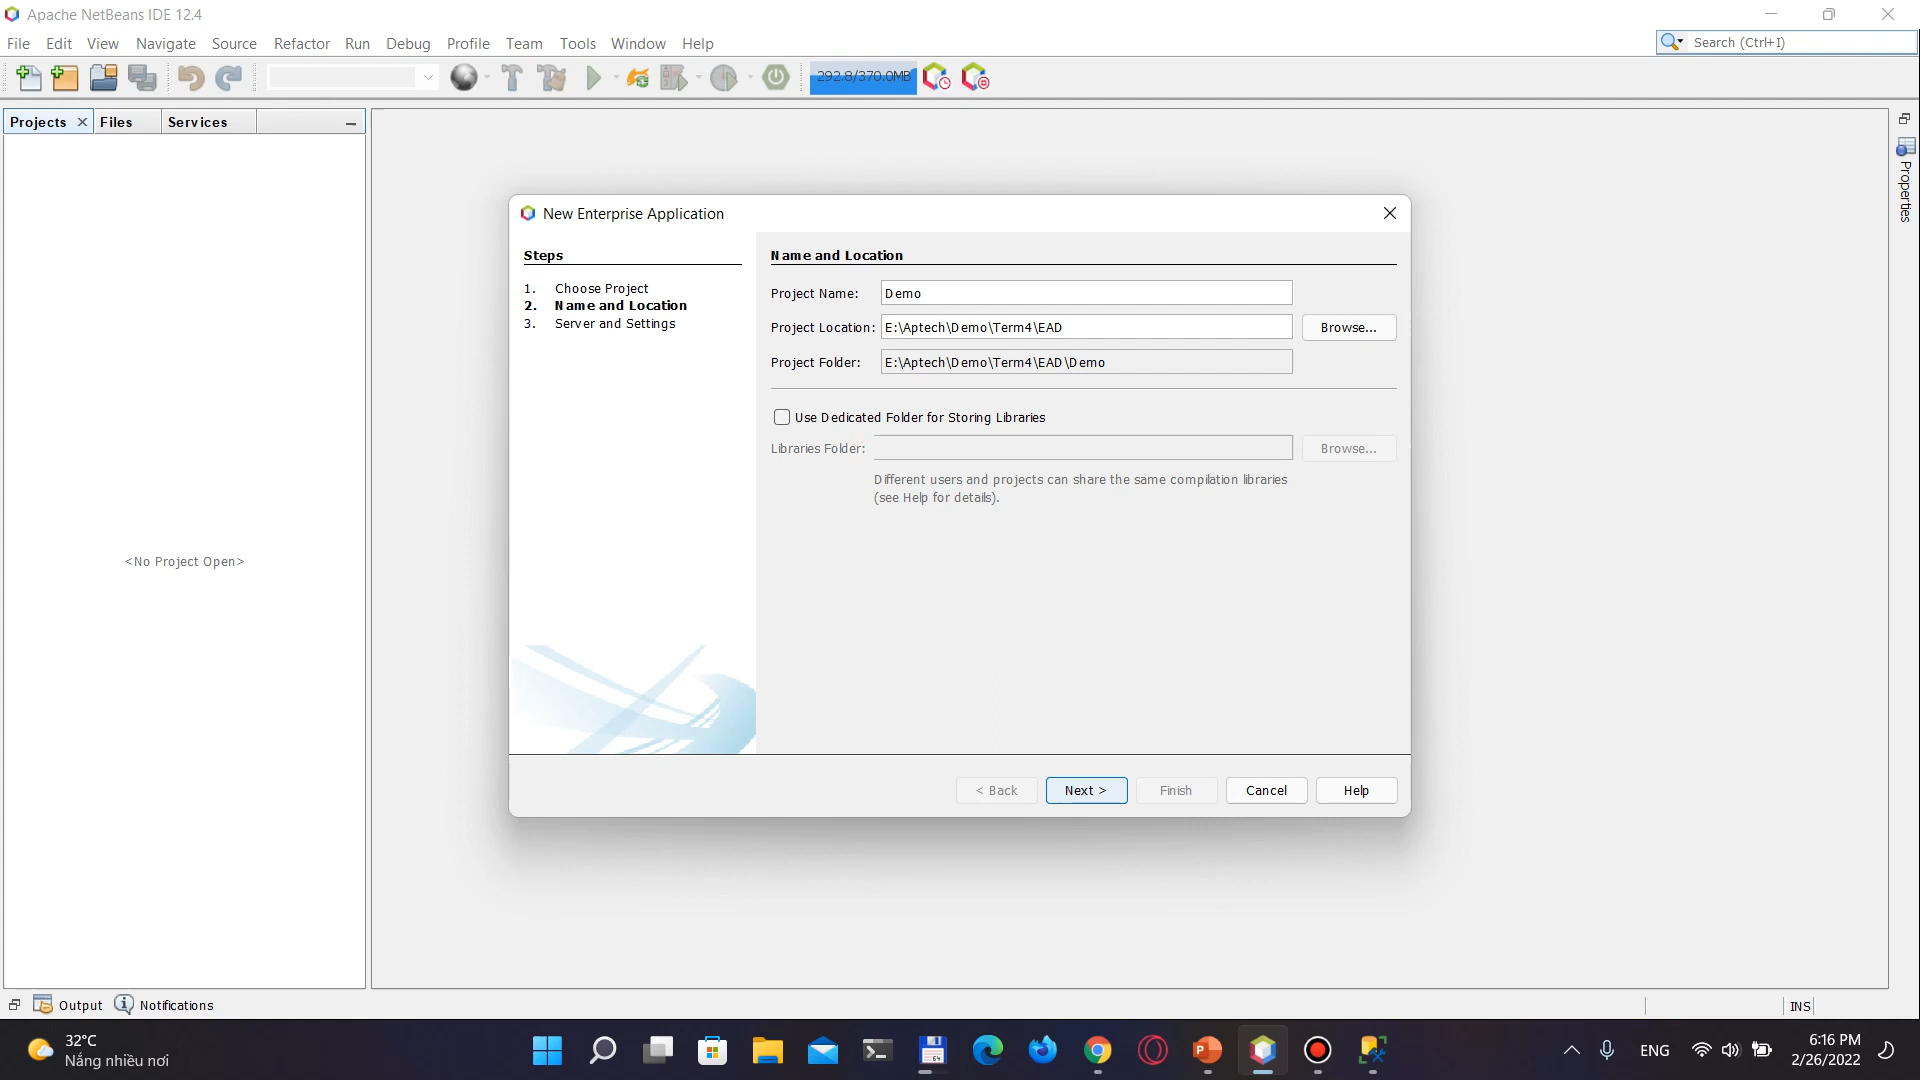 Apache NetBeans IDE 12.4
File Edit View Navigate Source Refactor Run Debug Profile Team Tools Window Help
Search (Ctrl+I)
292.8/370.0MB
Projects Files Services
Properties
<No Project Open>
New Enterprise Application
Steps
1. Choose Project
2. Name and Location
3. Server and Settings
Name and Location
Project Name: Demo
Project Location: E:\Aptech\Demo\Term4\EAD Browse...
Project Folder: E:\Aptech\Demo\Term4\EAD\Demo
Use Dedicated Folder for Storing Libraries
Libraries Folder: Browse...
Different users and projects can share the same compilation libraries
(see Help for details).
< Back Next > Finish Cancel Help
Output Notifications
INS
32°C
Nắng nhiều nơi
64
P
ENG
6:16 PM
2/26/2022